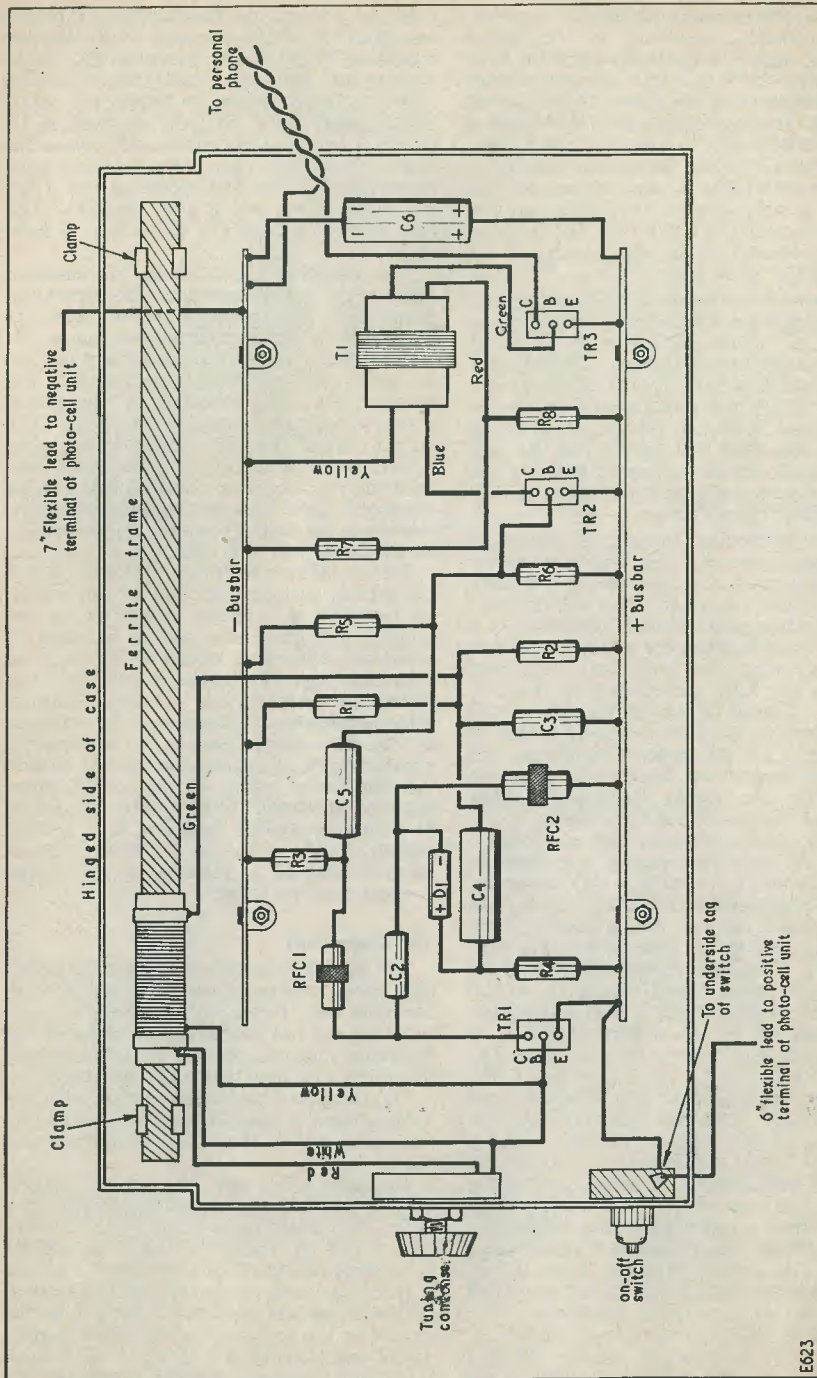 Hinged side of case
Clamp
Ferrite frame
Clamp
7" Flexible lead to negative
terminal of photo-cell unit
To personal
phone
Green
— Busbar
Yellow
White
Red
Tuning
RFC1
R3
C5
R1
R5
R7
Yellow
Blue
T1
Red
Green
C6
-
-
+
+
C2
+ D1 -
C4
R4
RFC2
C3
R2
R6
R8
TR1
C
B
E
TR2
C
B
E
TR3
C
B
E
+ Busbar
on-off
switch
To underside tag
of switch
6" flexible lead to positive
terminal of photo-cell unit
E623